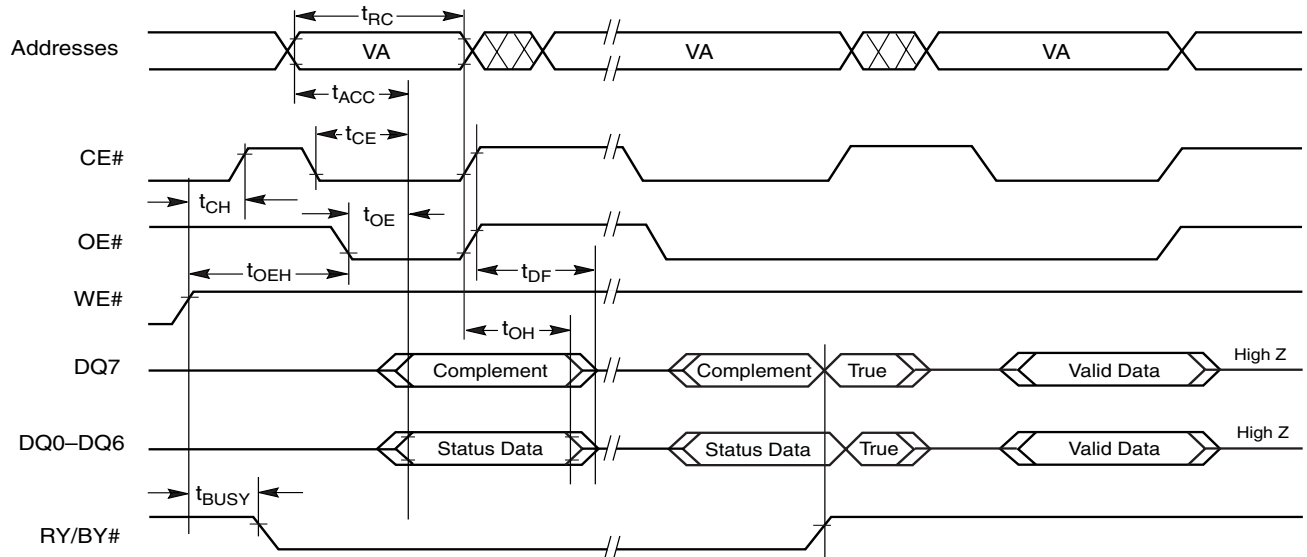 tRC
Addresses VA VA VA
tACC
tCE
CE#
tCH tOE
OE#
tOEH tDF
WE#
tOH
DQ7 Complement Complement True Valid Data High Z
DQ0–DQ6 Status Data Status Data True Valid Data High Z
tBUSY
RY/BY#